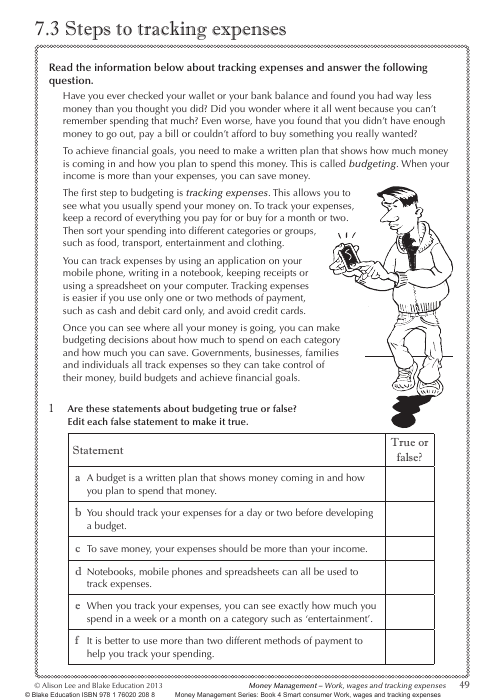 7.3 Steps to tracking expenses
Read the information below about tracking expenses and answer the following
question.
Have you ever checked your wallet or your bank balance and found you had way less
money than you thought you did? Did you wonder where it all went because you can't
remember spending that much? Even worse, have you found that you didn't have enough
money to go out, pay a bill or couldn't afford to buy something you really wanted?
To achieve financial goals, you need to make a written plan that shows how much money
is coming in and how you plan to spend this money. This is called budgeting. When your
income is more than your expenses, you can save money.
The first step to budgeting is tracking expenses. This allows you to
see what you usually spend your money on. To track your expenses,
keep a record of everything you pay for or buy for a month or two.
Then sort your spending into different categories or groups,
such as food, transport, entertainment and clothing.
You can track expenses by using an application on your
mobile phone, writing in a notebook, keeping receipts or
using a spreadsheet on your computer. Tracking expenses
is easier if you use only one or two methods of payment,
such as cash and debit card only, and avoid credit cards.
Once you can see where all your money is going, you can make
budgeting decisions about how much to spend on each category
and how much you can save. Governments, businesses, families
and individuals all track expenses so they can take control of
their money, build budgets and achieve financial goals.
1 Are these statements about budgeting true or false?
Edit each false statement to make it true.
Statement
True or
false?
a A budget is a written plan that shows money coming in and how
you plan to spend that money.
b You should track your expenses for a day or two before developing
a budget.
c To save money, your expenses should be more than your income.
d Notebooks, mobile phones and spreadsheets can all be used to
track expenses.
e When you track your expenses, you can see exactly how much you
spend in a week or a month on a category such as 'entertainment'.
f It is better to use more than two different methods of payment to
help you track your spending.
© Alison Lee and Blake Education 2013 Money Management – Work, wages and tracking expenses 49
© Blake Education ISBN 978 1 76020 208 8 Money Management Series: Book 4 Smart consumer Work, wages and tracking expenses